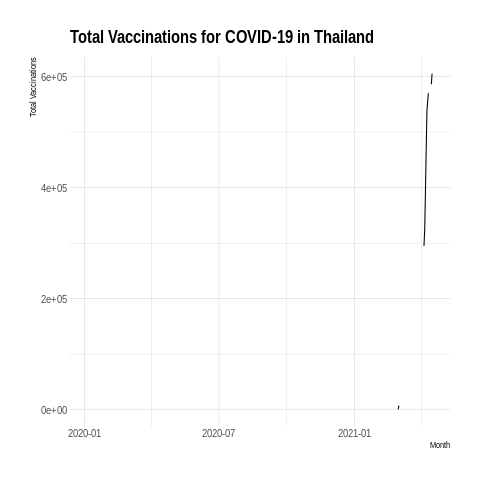 Total Vaccinations for COVID-19 in Thailand
Total Vaccinations
6e+05
4e+05
2e+05
0e+00
2020-01
2020-07
2021-01
Month